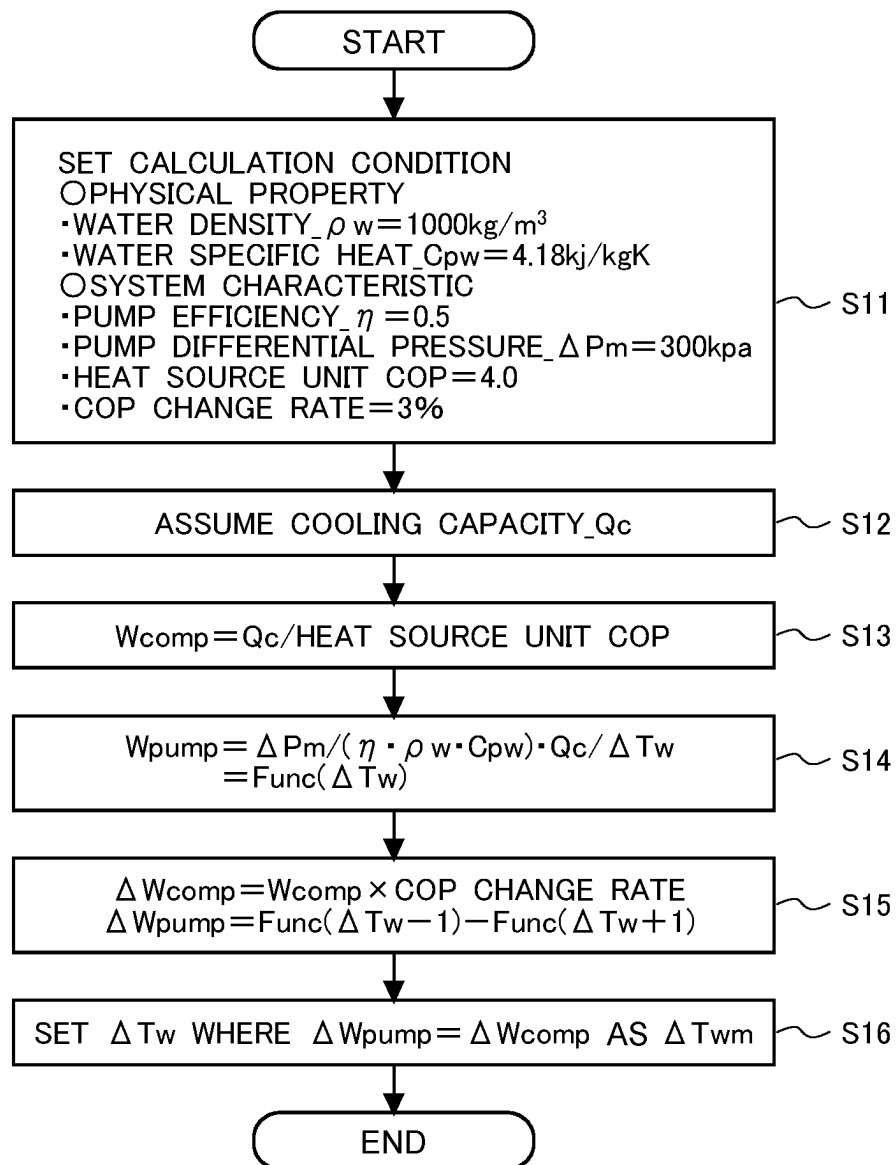 START
SET CALCULATION CONDITION
○PHYSICAL PROPERTY
・WATER DENSITY_ρw=1000kg/m³
・WATER SPECIFIC HEAT_Cpw=4.18kj/kgK
○SYSTEM CHARACTERISTIC
・PUMP EFFICIENCY_η=0.5
・PUMP DIFFERENTIAL PRESSURE_ΔPm=300kpa
・HEAT SOURCE UNIT COP=4.0
・COP CHANGE RATE=3%
S11
ASSUME COOLING CAPACITY_Qc
S12
Wcomp=Qc/HEAT SOURCE UNIT COP
S13
Wpump=ΔPm/(η・ρw・Cpw)・Qc/ΔTw
=Func(ΔTw)
S14
ΔWcomp=Wcomp×COP CHANGE RATE
ΔWpump=Func(ΔTw−1)−Func(ΔTw+1)
S15
SET ΔTw WHERE ΔWpump=ΔWcomp AS ΔTwm
S16
END